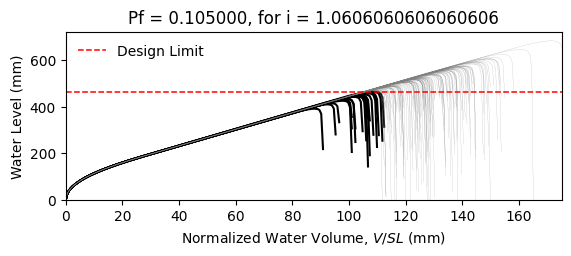 Pf = 0.105000, for i = 1.0606060606060606
Design Limit
Water Level (mm)
600
400
200
0
0 20 40 60 80 100 120 140 160
Normalized Water Volume, V/SL (mm)